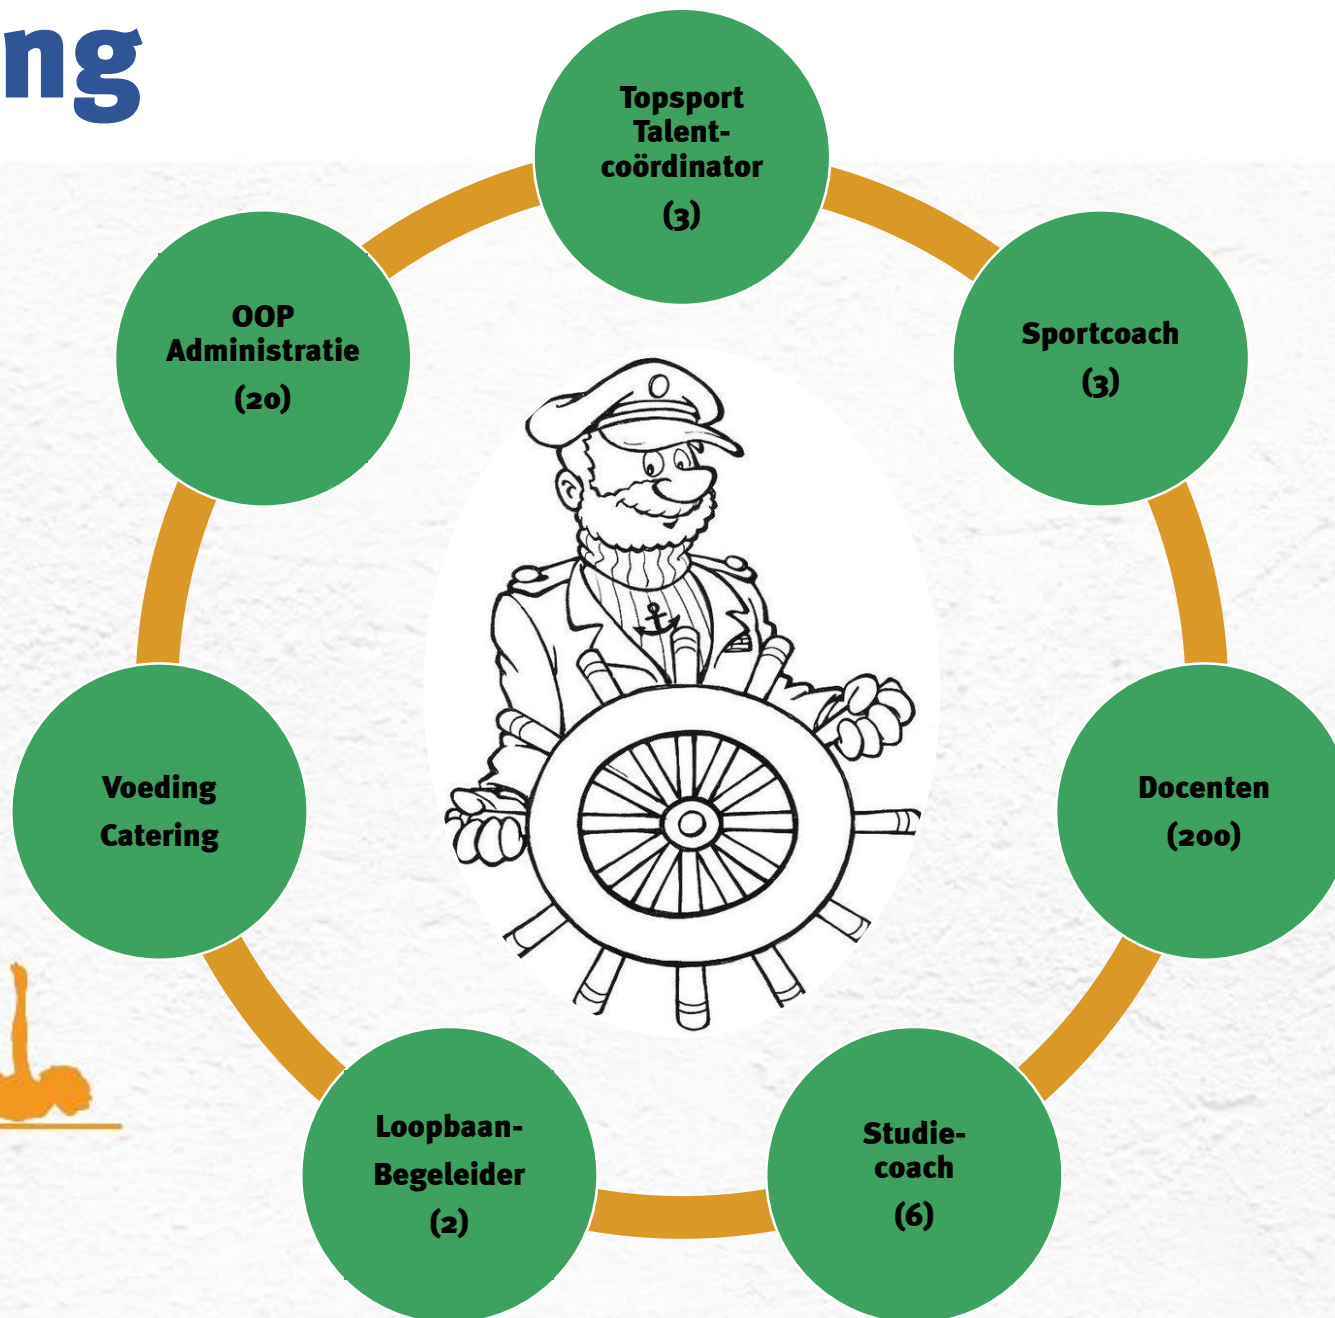 ng
Topsport
Talent-
coördinator
(3)
Sportcoach
(3)
Docenten
(200)
Studie-
coach
(6)
Loopbaan-
Begeleider
(2)
Voeding
Catering
OOP
Administratie
(20)